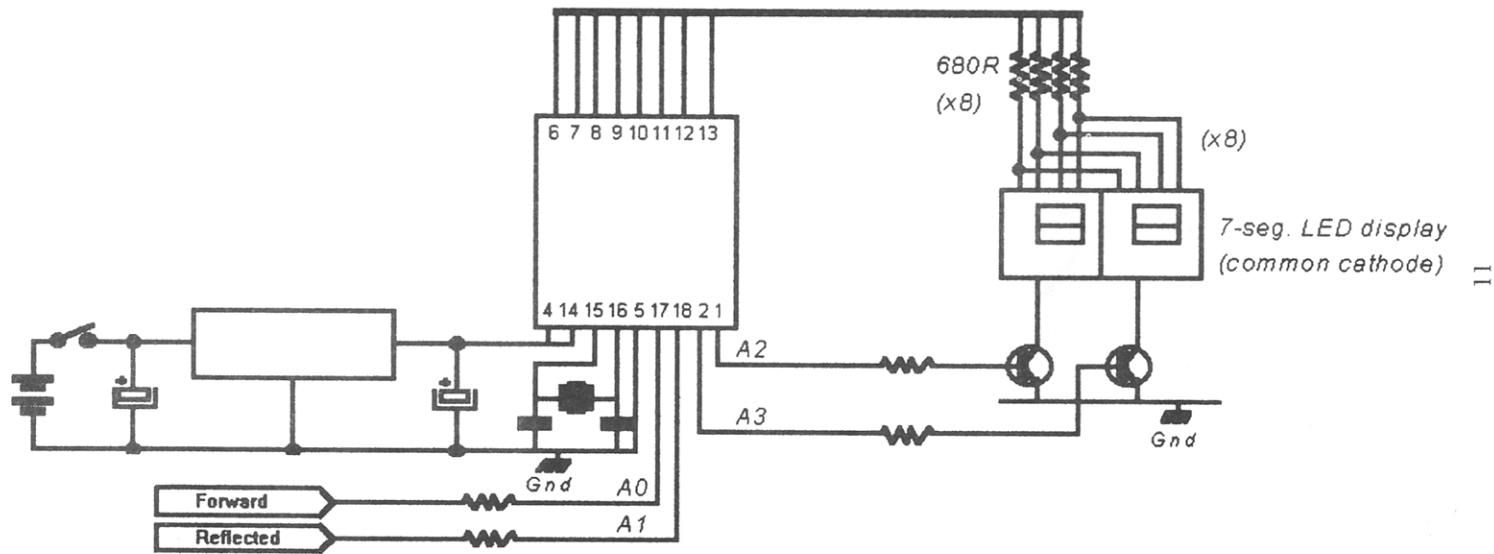 680R
(x8)
6 7 8 9 10 11 12 13
(x8)
7-seg. LED display
(common cathode)
11
4 14 15 16 5 17 18 2 1
A2
+
+
A3
Gnd
Gnd
A0
Forward
A1
Reflected